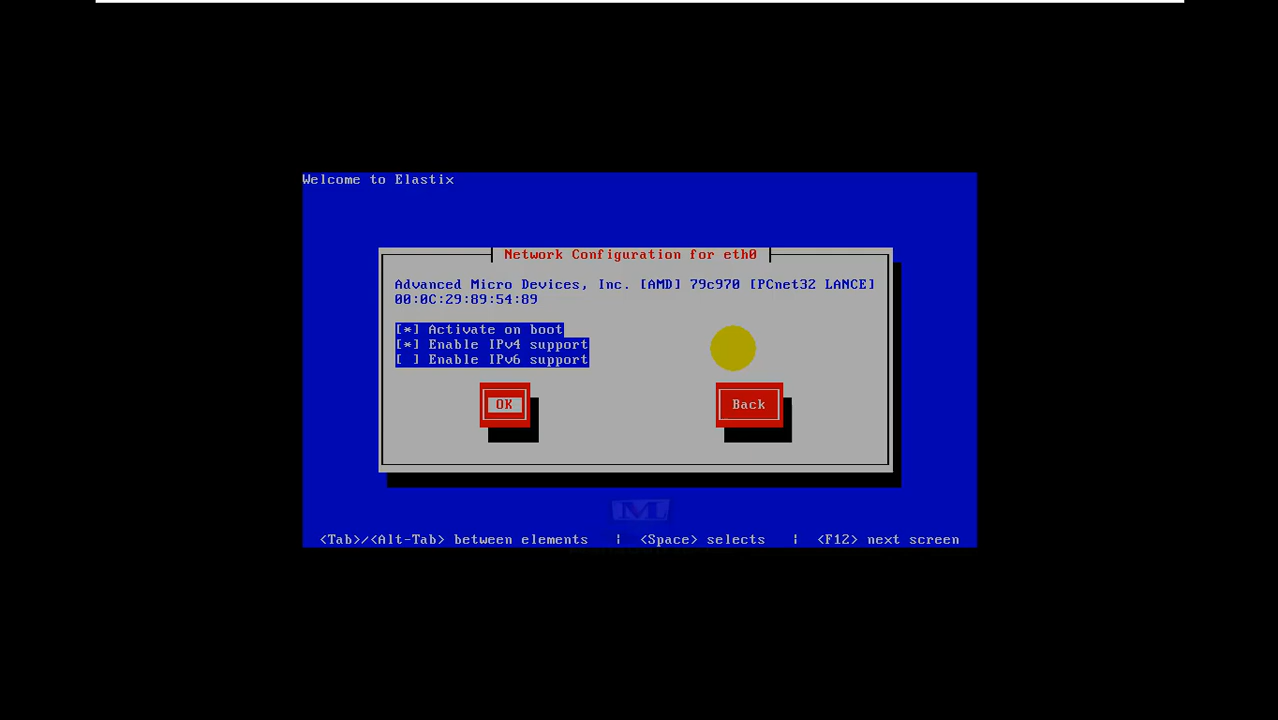 Welcome to Elastix
Network Configuration for eth0
Advanced Micro Devices, Inc. [AMD] 79c970 [PCnet32 LANCE]
00:0C:29:89:54:89
[*] Activate on boot
[*] Enable IPv4 support
[ ] Enable IPv6 support
OK Back
ML
<Tab>/<Alt-Tab> between elements | <Space> selects | <F12> next screen